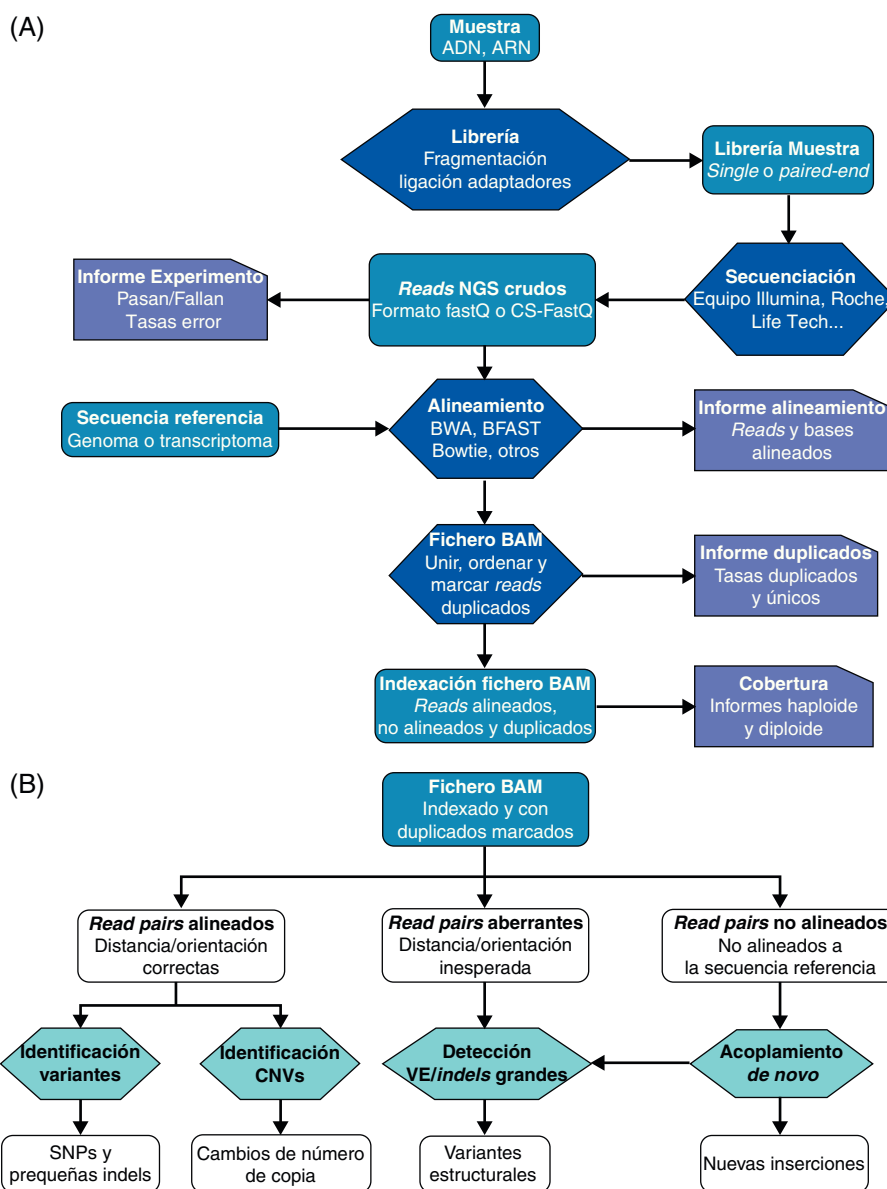 (A)
Muestra
ADN, ARN
Librería
Fragmentación
ligación adaptadores
Librería Muestra
Single o paired-end
Informe Experimento
Pasan/Fallan
Tasas error
Reads NGS crudos
Formato fastQ o CS-FastQ
Secuenciación
Equipo Illumina, Roche,
Life Tech...
Secuencia referencia
Genoma o transcriptoma
Alineamiento
BWA, BFAST
Bowtie, otros
Informe alineamiento
Reads y bases
alineados
Fichero BAM
Unir, ordenar y
marcar reads
duplicados
Informe duplicados
Tasas duplicados
y únicos
Indexación fichero BAM
Reads alineados,
no alineados y duplicados
Cobertura
Informes haploide
y diploide
(B)
Fichero BAM
Indexado y con
duplicados marcados
Read pairs alineados
Distancia/orientación
correctas
Read pairs aberrantes
Distancia/orientación
inesperada
Read pairs no alineados
No alineados a
la secuencia referencia
Identificación
variantes
Identificación
CNVs
Detección
VE/indels grandes
Acoplamiento
de novo
SNPs y
prequeñas indels
Cambios de número
de copia
Variantes
estructurales
Nuevas inserciones